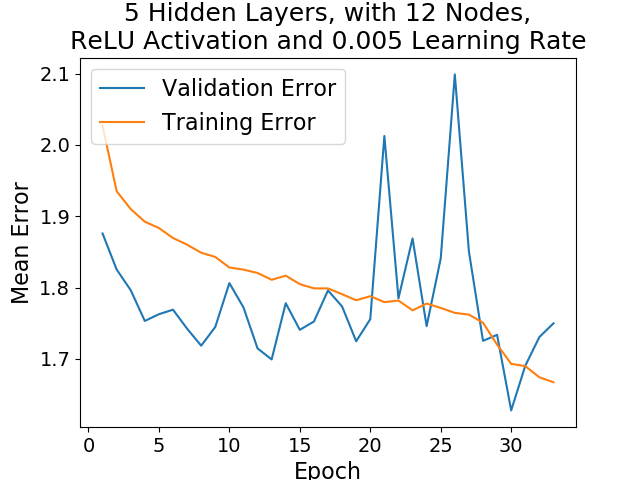 5 Hidden Layers, with 12 Nodes,
ReLU Activation and 0.005 Learning Rate
Validation Error
Training Error
Mean Error
2.1
2.0
1.9
1.8
1.7
0 5 10 15 20 25 30
Epoch